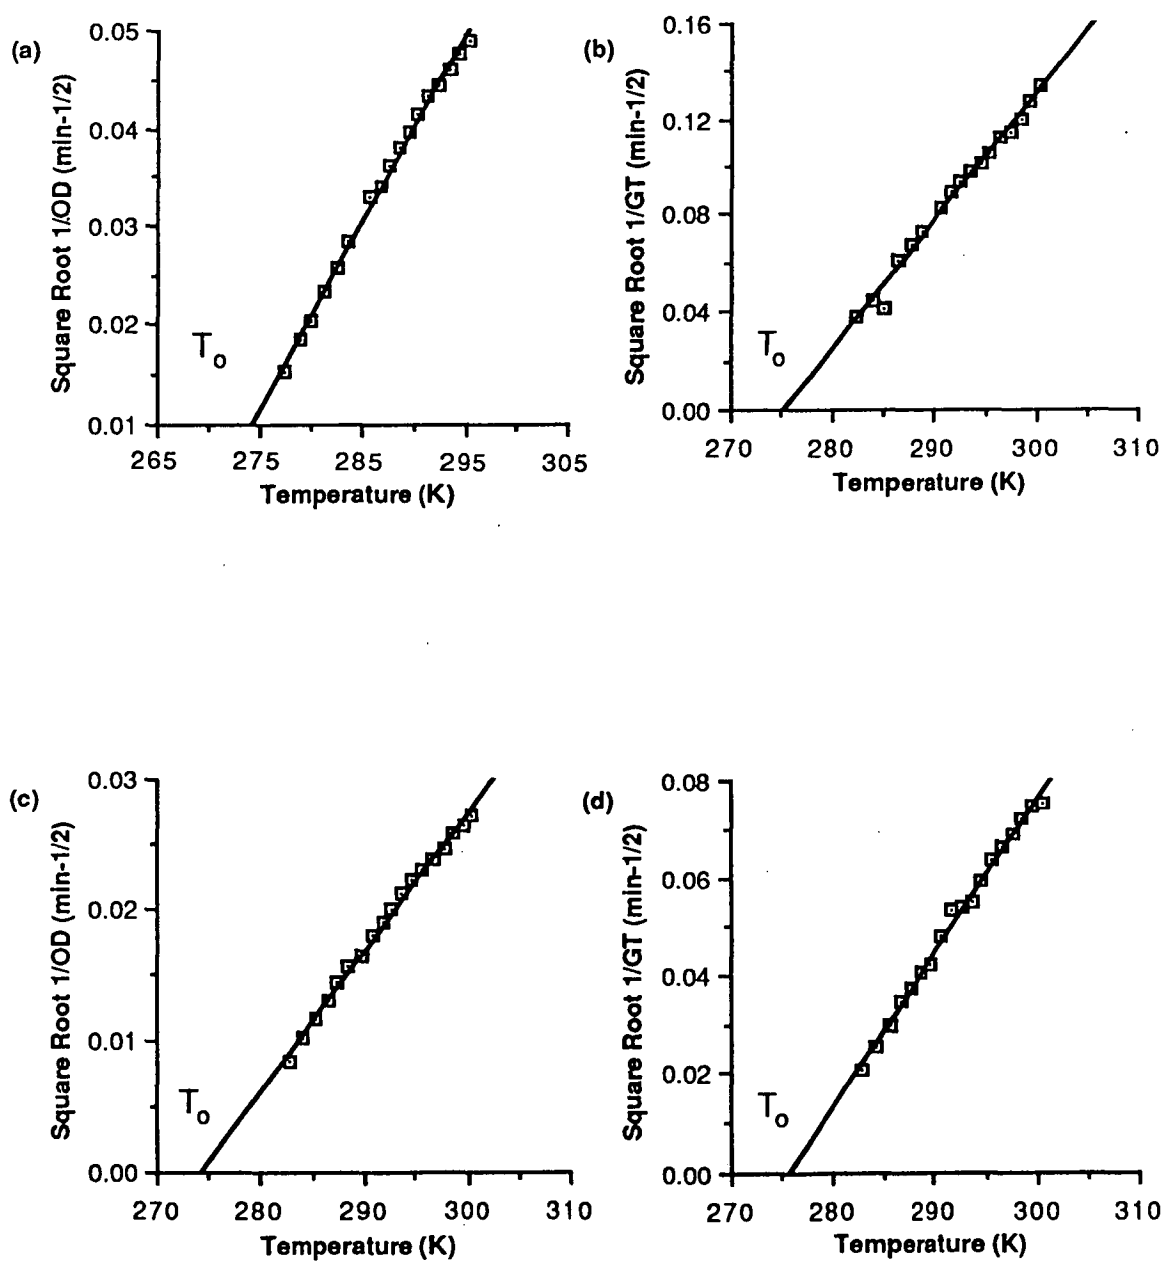 (a)
Square Root 1/OD (min-1/2)
0.05
0.04
0.03
0.02
0.01
To
265 275 285 295 305
Temperature (K)
(b)
Square Root 1/GT (min-1/2)
0.16
0.12
0.08
0.04
0.00
To
270 280 290 300 310
Temperature (K)
(c)
Square Root 1/OD (min-1/2)
0.03
0.02
0.01
0.00
To
270 280 290 300 310
Temperature (K)
(d)
Square Root 1/GT (min-1/2)
0.08
0.06
0.04
0.02
0.00
To
270 280 290 300 310
Temperature (K)